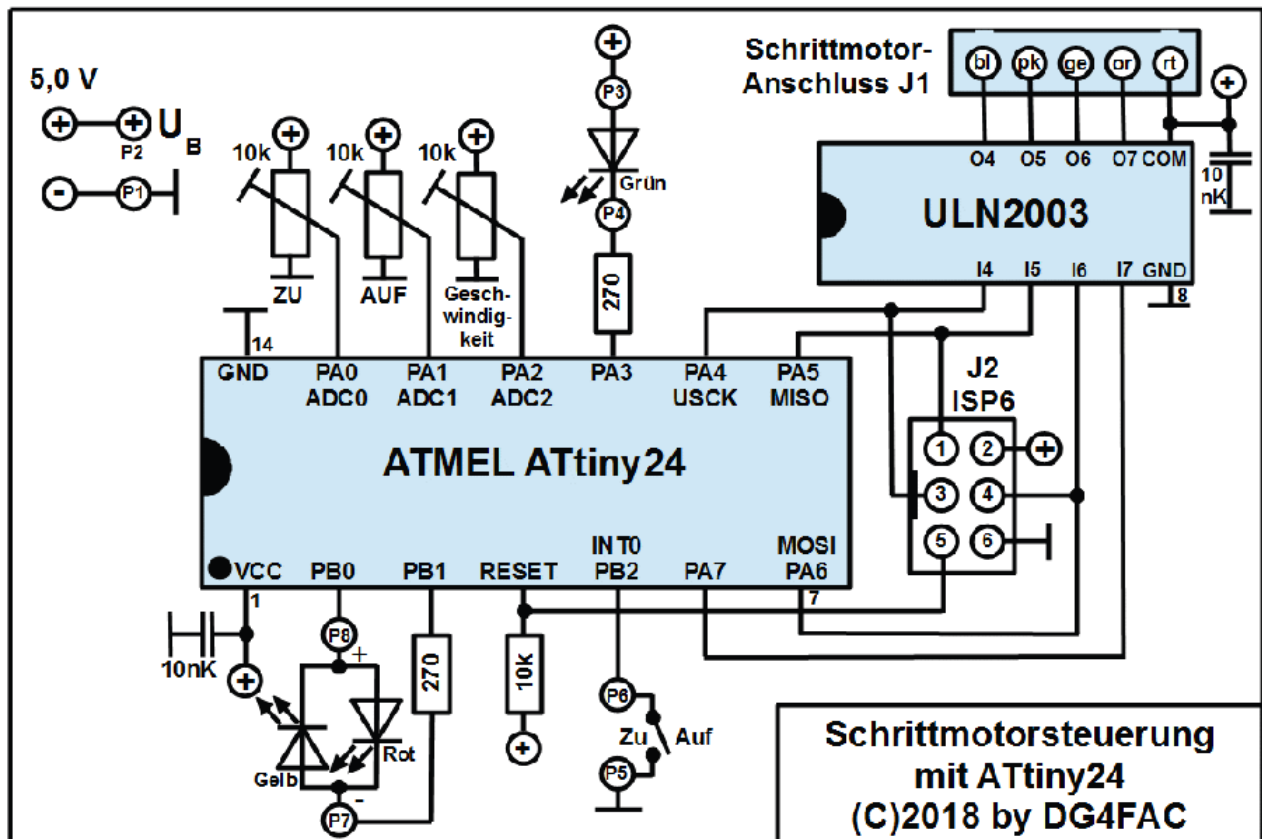 5,0 V
+
+
U
B
P2
-
P1
10k
+
10k
+
10k
+
ZU
AUF
Gesch-
windig-
keit
+
P3
Grün
P4
270
Schrittmotor-
Anschluss J1
bl
pk
ge
or
rt
+
O4
O5
O6
O7
COM
10
nK
ULN2003
I4
I5
I6
I7
GND
8
14
GND
PA0
PA1
PA2
PA3
PA4
PA5
ADC0
ADC1
ADC2
USCK
MISO
ATMEL ATtiny24
INT0
MOSI
VCC
PB0
PB1
RESET
PB2
PA7
PA6
1
7
J2
ISP6
1
2
+
3
4
5
6
10nK
+
P8
+
Gelb
Rot
-
P7
270
10k
+
P6
Zu
Auf
P5
Schrittmotorsteuerung
mit ATtiny24
(C)2018 by DG4FAC